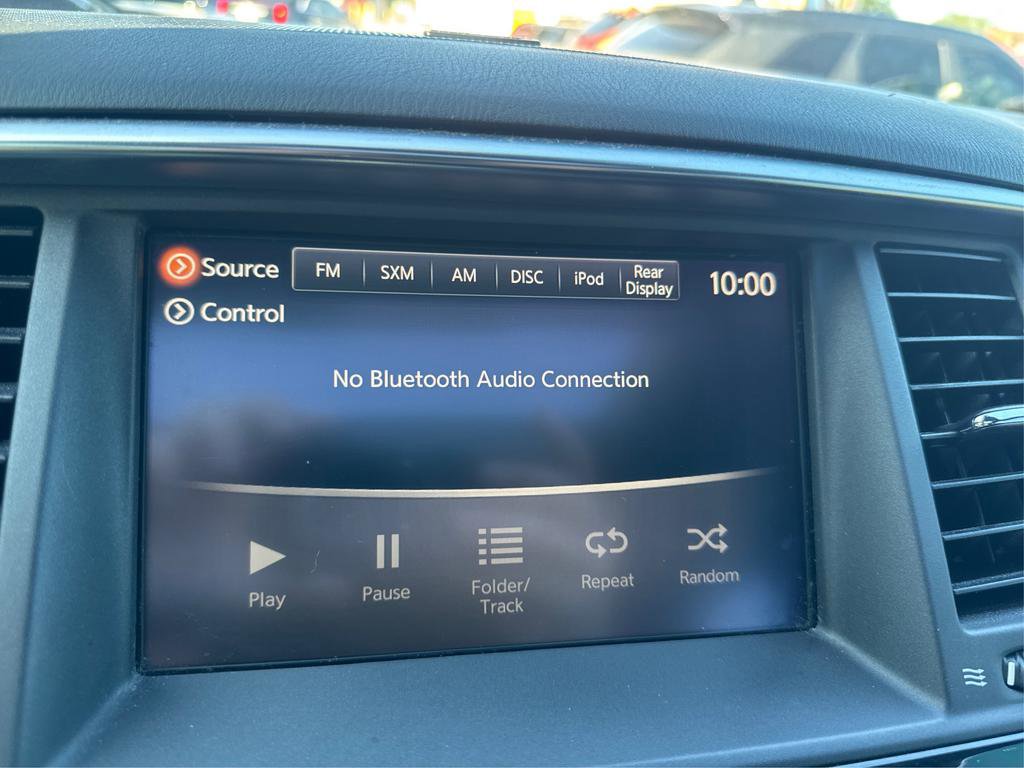 Source FM SXM AM DISC iPod Rear Display 10:00
Control
No Bluetooth Audio Connection
Play
Pause
Folder/
Track
Repeat
Random